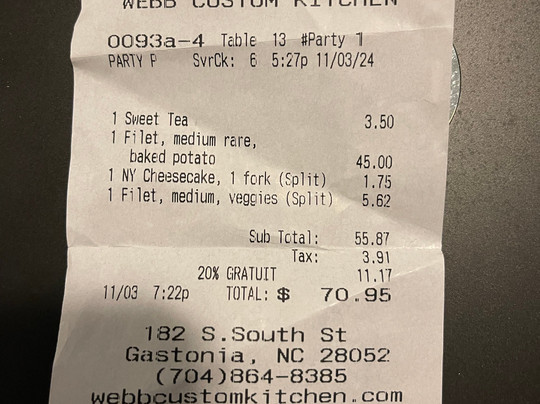 WEBB CUSTOM KITCHEN
0093a-4 Table 13 #Party 1
PARTY P SvrCk: 6 5:27p 11/03/24
1 Sweet Tea 3.50
1 Filet, medium rare,
baked potato 45.00
1 NY Cheesecake, 1 fork (Split) 1.75
1 Filet, medium, veggies (Split) 5.62
Sub Total: 55.87
Tax: 3.91
20% GRATUIT 11.17
11/03 7:22p TOTAL: $ 70.95
182 S.South St
Gastonia, NC 28052
(704)864-8385
webbcustomkitchen.com